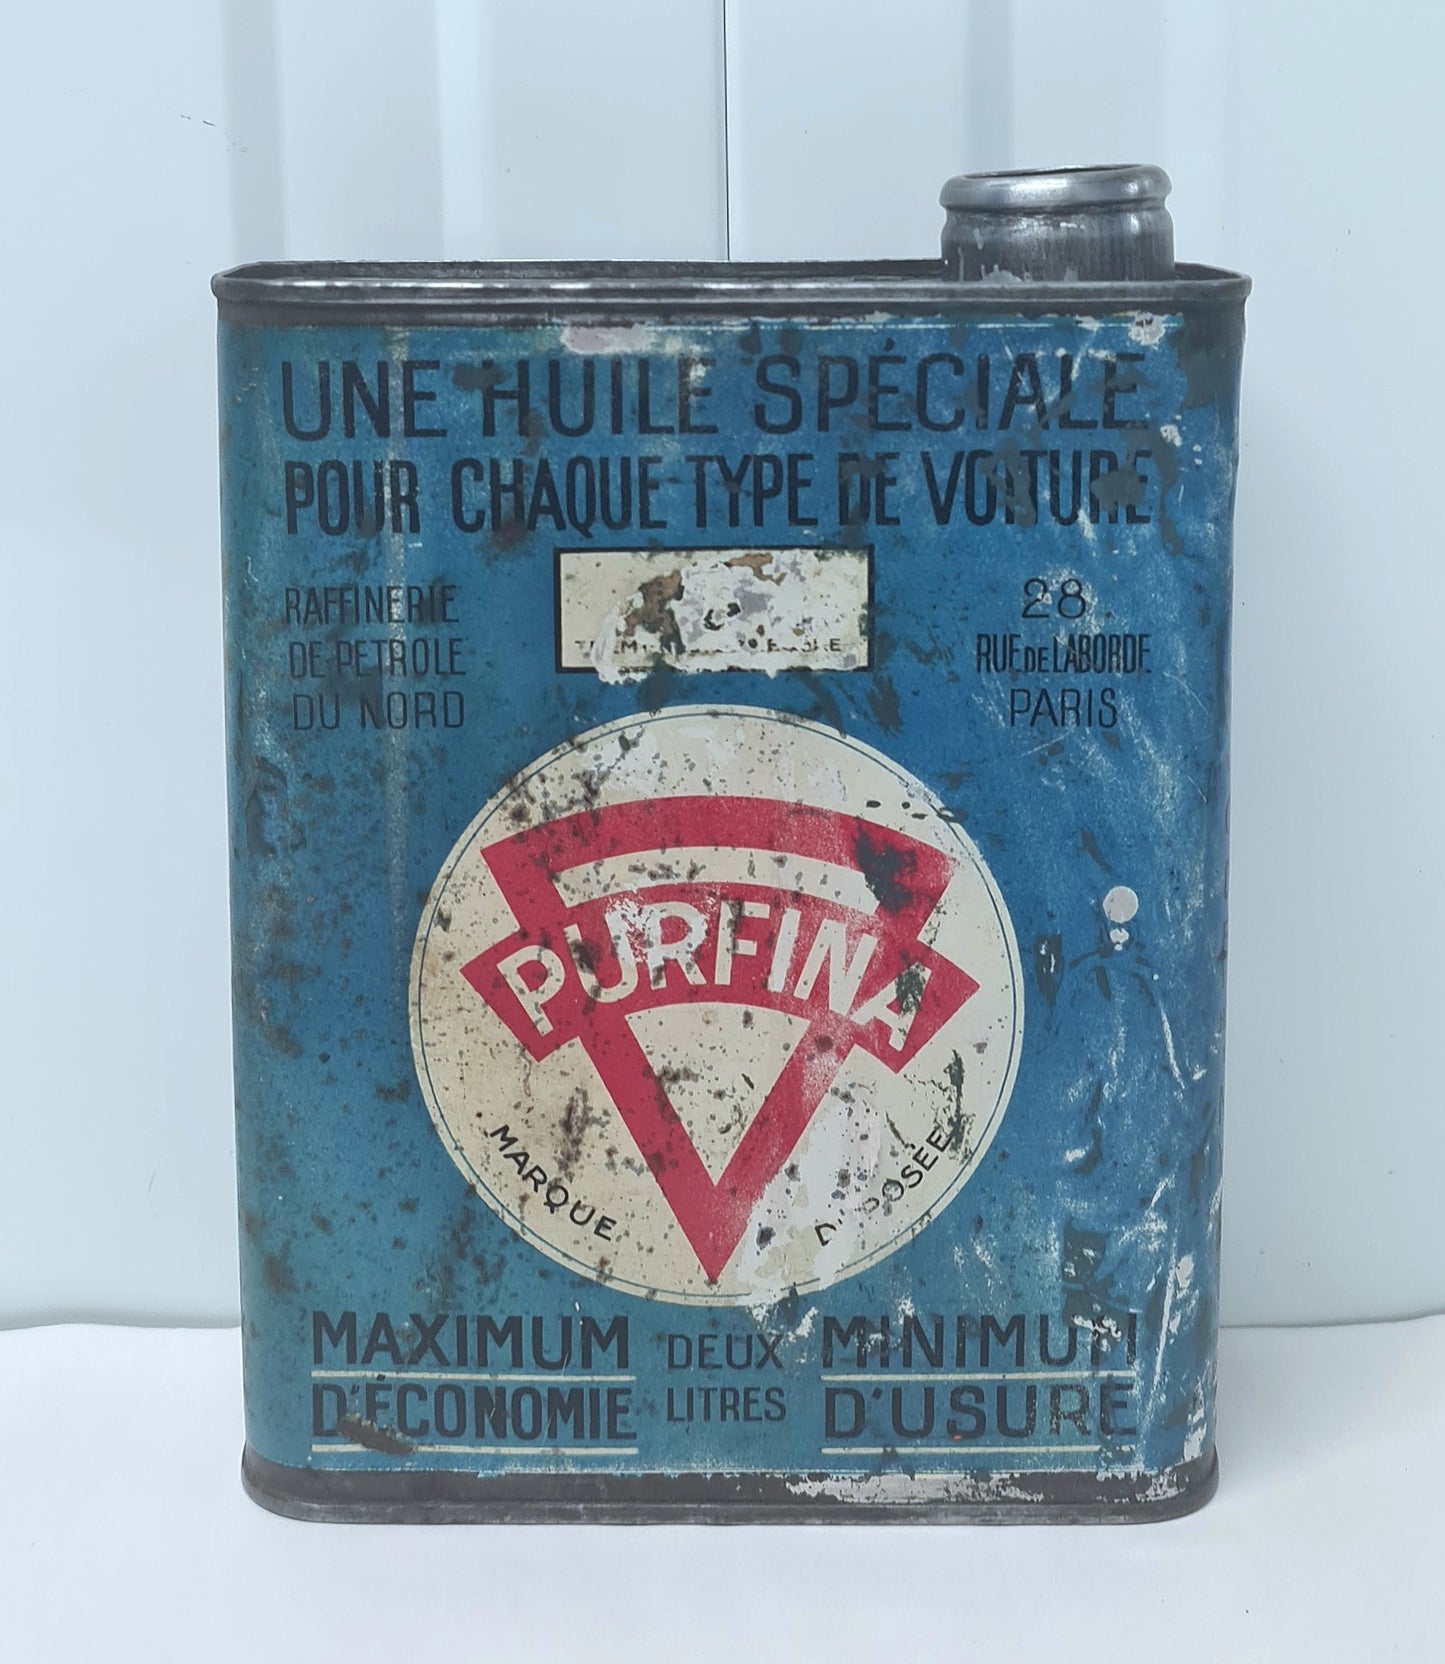 UNE HUILE SPÉCIALE
POUR CHAQUE TYPE DE VOITURE
RAFFINERIE
DE PETROLE
DU NORD
28
RUE DE LABORDE
PARIS
PURFINA
MARQUE
MAXIMUM
D'ÉCONOMIE
DEUX
LITRES
MINIMUM
D'USURE